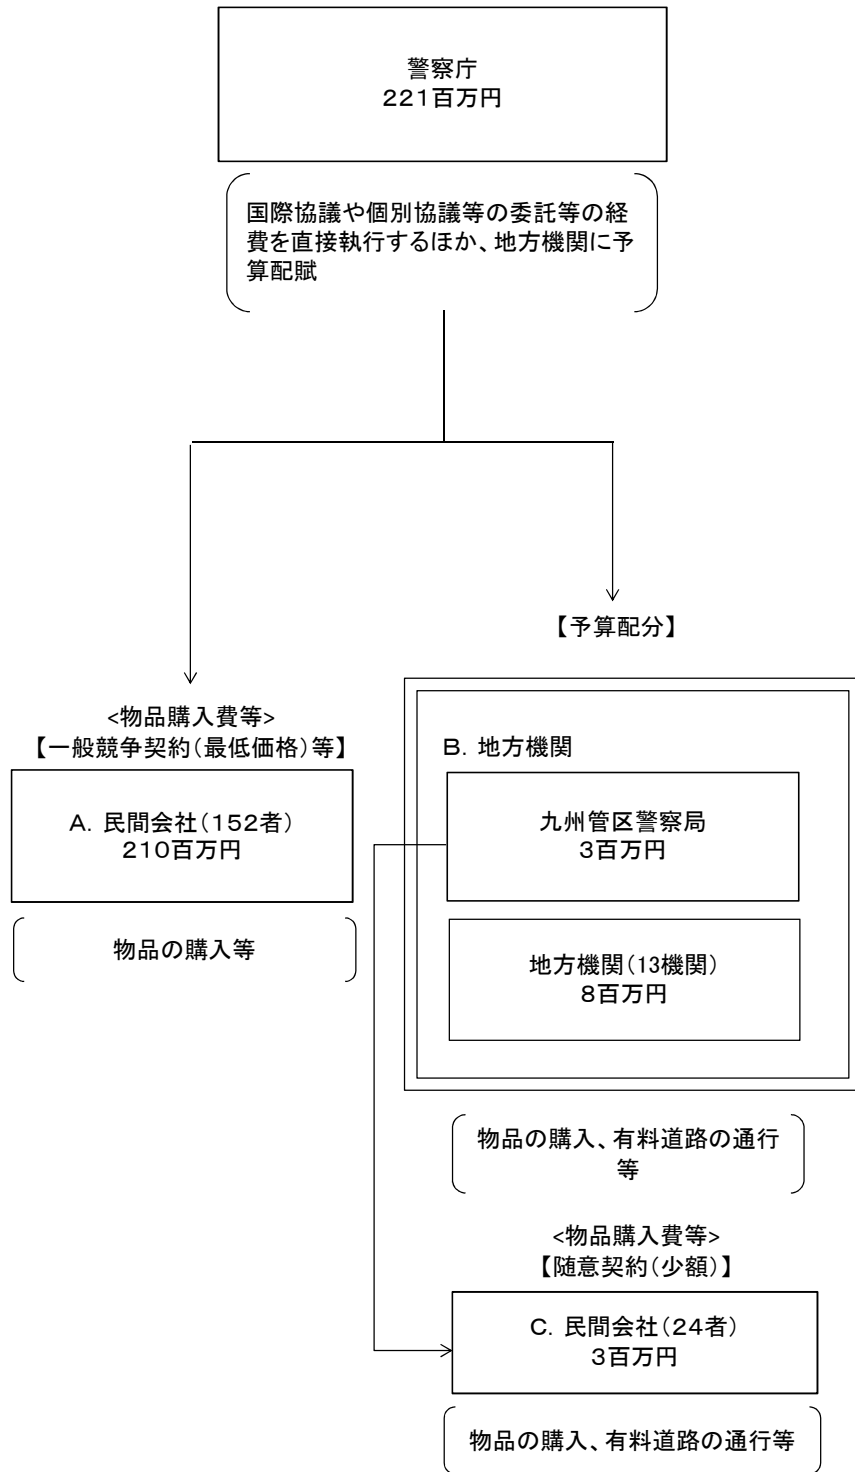 警察庁
２２１百万円
国際協議や個別協議等の委託等の経
費を直接執行するほか、地方機関に予
算配賦
【予算配分】
<物品購入費等>
【一般競争契約（最低価格）等】
A．民間会社（１５２者）
２１０百万円
物品の購入等
B．地方機関
九州管区警察局
３百万円
地方機関（13機関）
８百万円
物品の購入、有料道路の通行
等
<物品購入費等>
【随意契約（少額）】
C．民間会社（２４者）
３百万円
物品の購入、有料道路の通行等